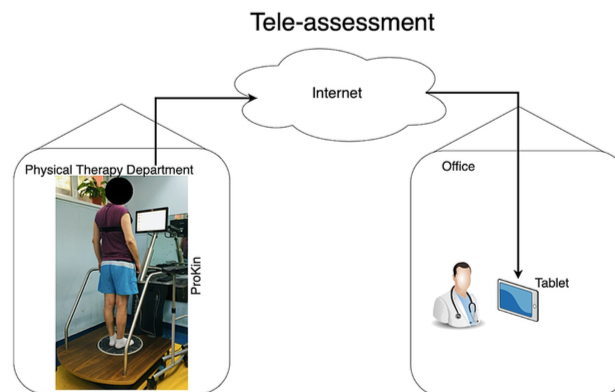 Tele-assessment
Internet
Physical Therapy Department
Office
ProKin
Tablet